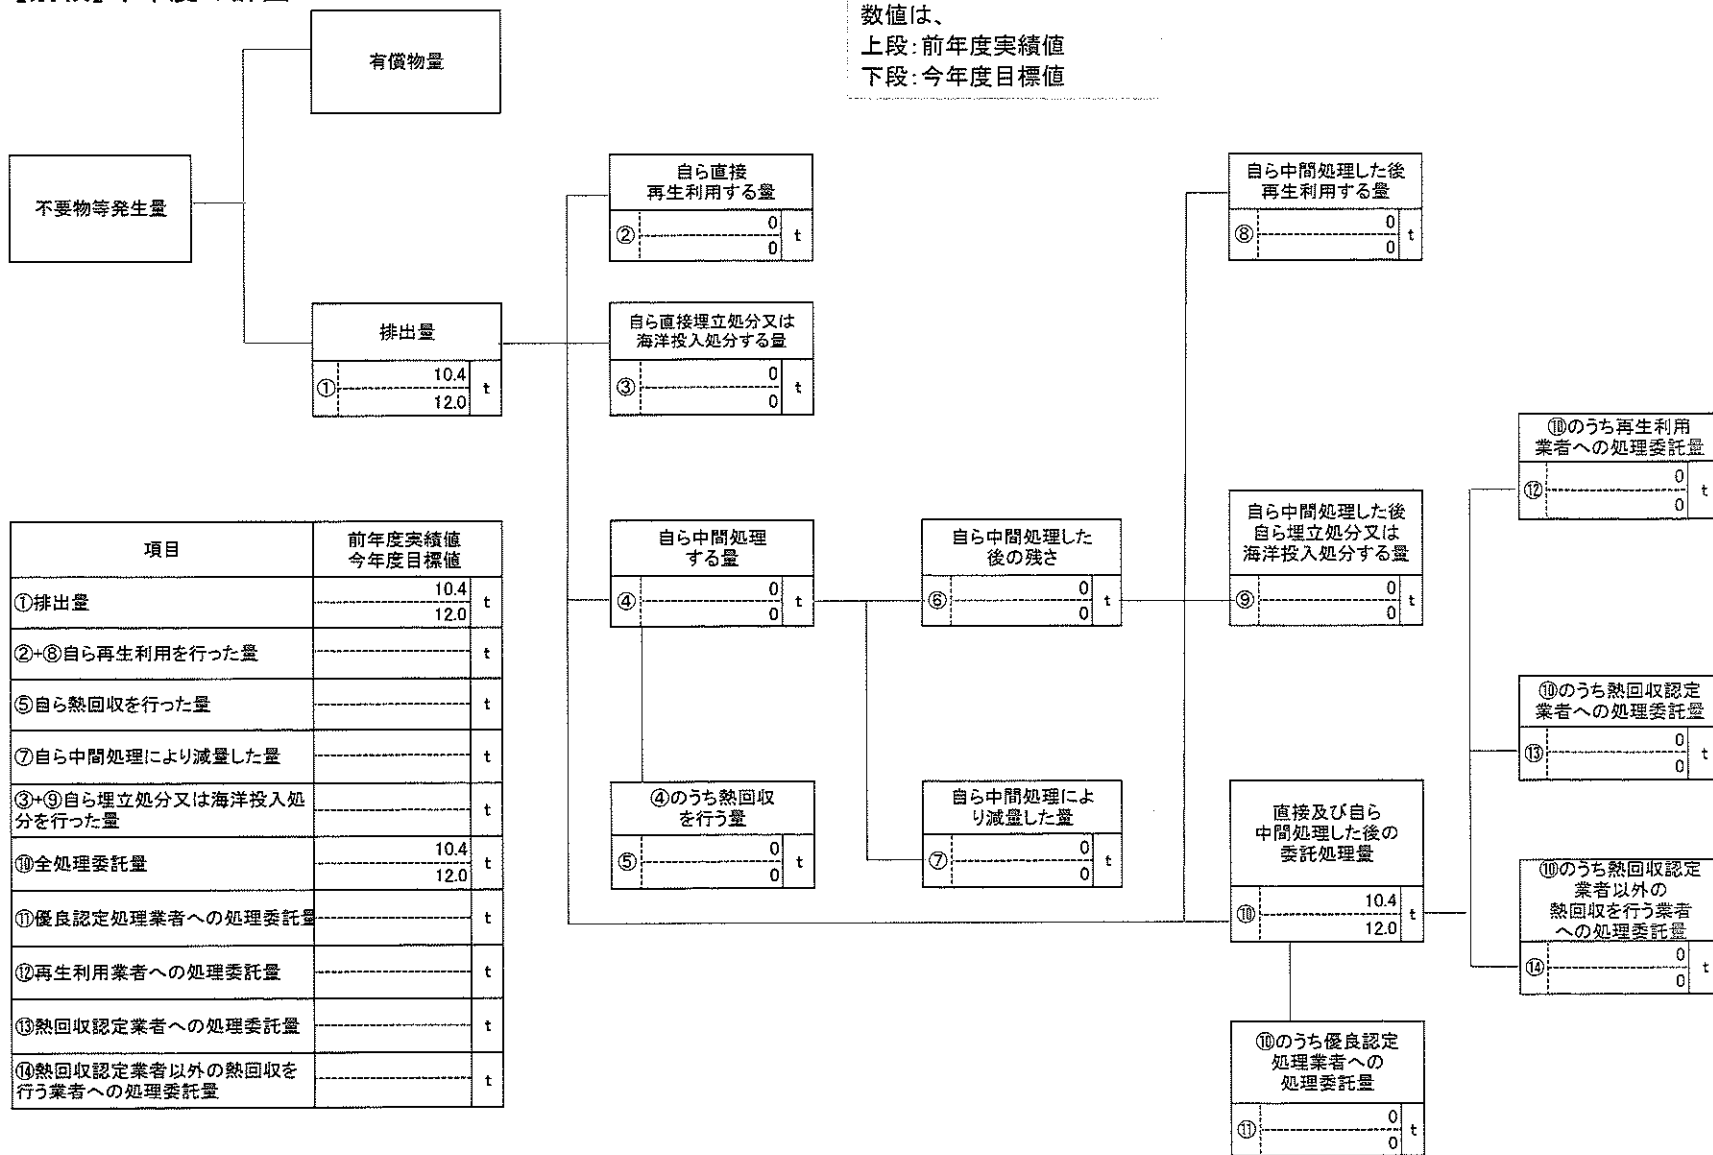 数値は、
上段:前年度実績値
下段:今年度目標値
有償物量
不要物等発生量
排出量
① 10.4 t
12.0
自ら直接
再生利用する量
② 0 t
0
自ら直接埋立処分又は
海洋投入処分する量
③ 0 t
0
自ら中間処理
する量
④ 0 t
0
④のうち熱回収
を行う量
⑤ 0 t
0
自ら中間処理した
後の残さ
⑥ 0 t
0
自ら中間処理によ
り減量した量
⑦ 0 t
0
自ら中間処理した後
再生利用する量
⑧ 0 t
0
自ら中間処理した後
自ら埋立処分又は
海洋投入処分する量
⑨ 0 t
0
直接及び自ら
中間処理した後の
委託処理量
⑩ 10.4 t
12.0
⑩のうち優良認定
処理業者への
処理委託量
⑪ 0 t
0
⑩のうち再生利用
業者への処理委託量
⑫ 0 t
0
⑩のうち熱回収認定
業者への処理委託量
⑬ 0 t
0
⑩のうち熱回収認定
業者以外の
熱回収を行う業者
への処理委託量
⑭ 0 t
0
項目 前年度実績値
今年度目標値
①排出量 10.4 t
12.0
②+⑧自ら再生利用を行った量 t
⑤自ら熱回収を行った量 t
⑦自ら中間処理により減量した量 t
③+⑨自ら埋立処分又は海洋投入処
分を行った量 t
⑩全処理委託量 10.4 t
12.0
⑪優良認定処理業者への処理委託量 t
⑫再生利用業者への処理委託量 t
⑬熱回収認定業者への処理委託量 t
⑭熱回収認定業者以外の熱回収を
行う業者への処理委託量 t